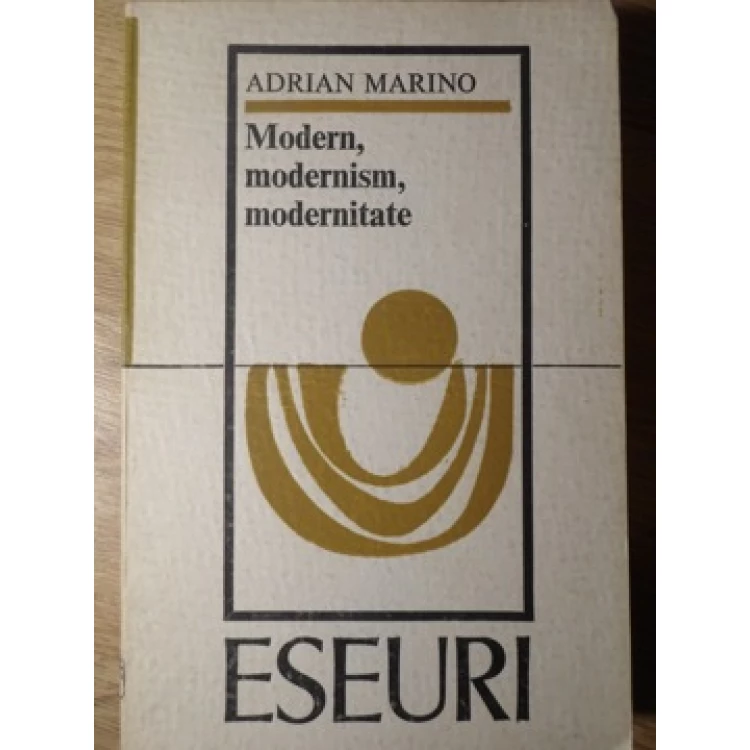 ADRIAN MARINO
Modern,
modernism,
modernitate
ESEURI